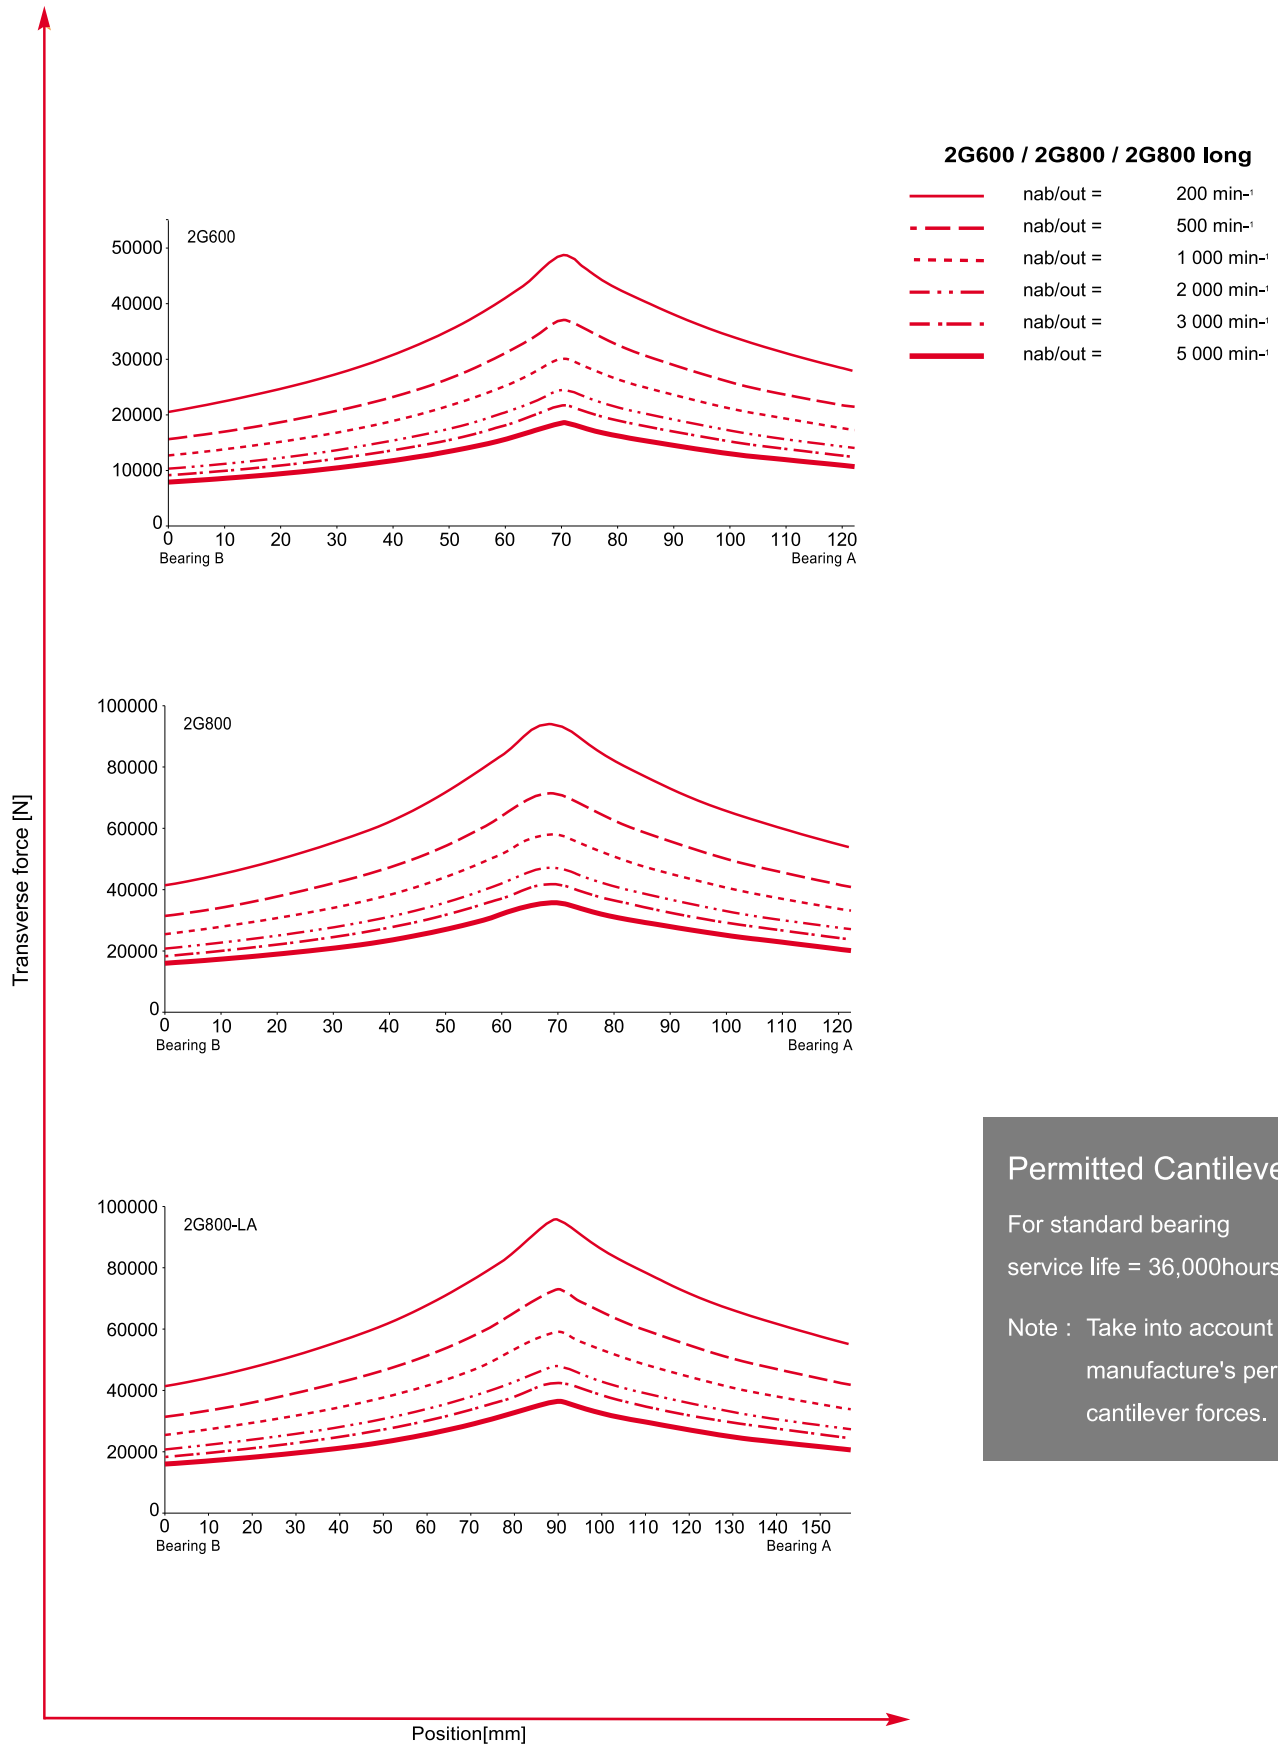 2G600 / 2G800 / 2G800 long
nab/out = 200 min-¹
nab/out = 500 min-¹
nab/out = 1 000 min-¹
nab/out = 2 000 min-¹
nab/out = 3 000 min-¹
nab/out = 5 000 min-¹
2G600
50000
40000
30000
20000
10000
0
0 10 20 30 40 50 60 70 80 90 100 110 120
Bearing B Bearing A
Transverse force [N]
2G800
100000
80000
60000
40000
20000
0
0 10 20 30 40 50 60 70 80 90 100 110 120
Bearing B Bearing A
2G800-LA
100000
80000
60000
40000
20000
0
0 10 20 30 40 50 60 70 80 90 100 110 120 130 140 150
Bearing B Bearing A
Permitted Cantileve
For standard bearing
service life = 36,000hours
Note : Take into account
manufacture's per
cantilever forces.
Position[mm]